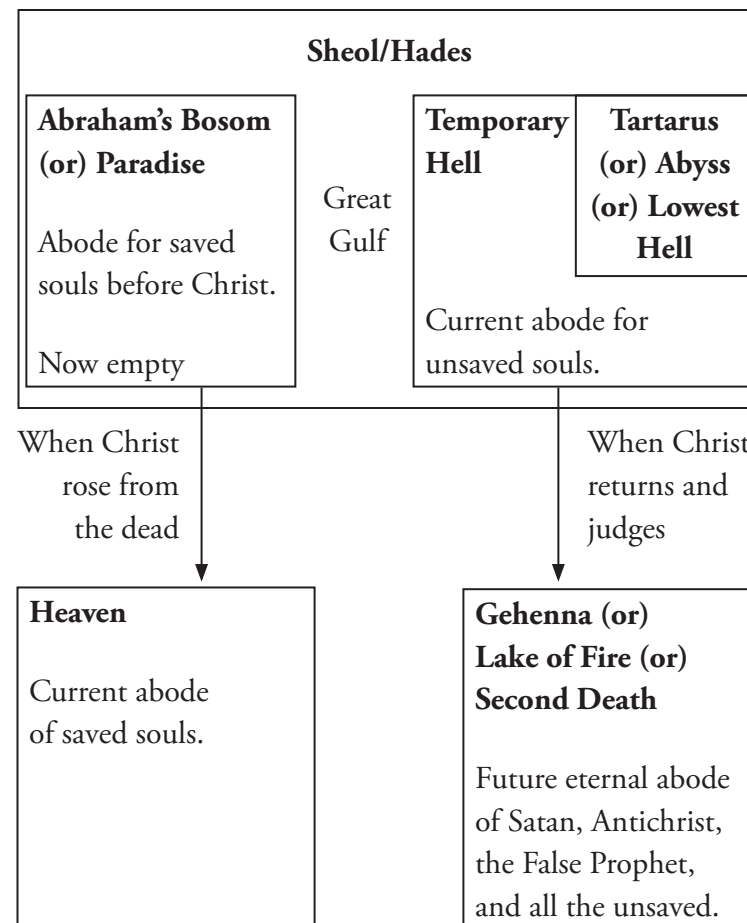 Sheol/Hades
Abraham’s Bosom
(or) Paradise
Abode for saved
souls before Christ.
Now empty
Great
Gulf
Temporary
Hell
Tartarus
(or) Abyss
(or) Lowest
Hell
Current abode for
unsaved souls.
When Christ
rose from
the dead
When Christ
returns and
judges
Heaven
Current abode
of saved souls.
Gehenna (or)
Lake of Fire (or)
Second Death
Future eternal abode
of Satan, Antichrist,
the False Prophet,
and all the unsaved.